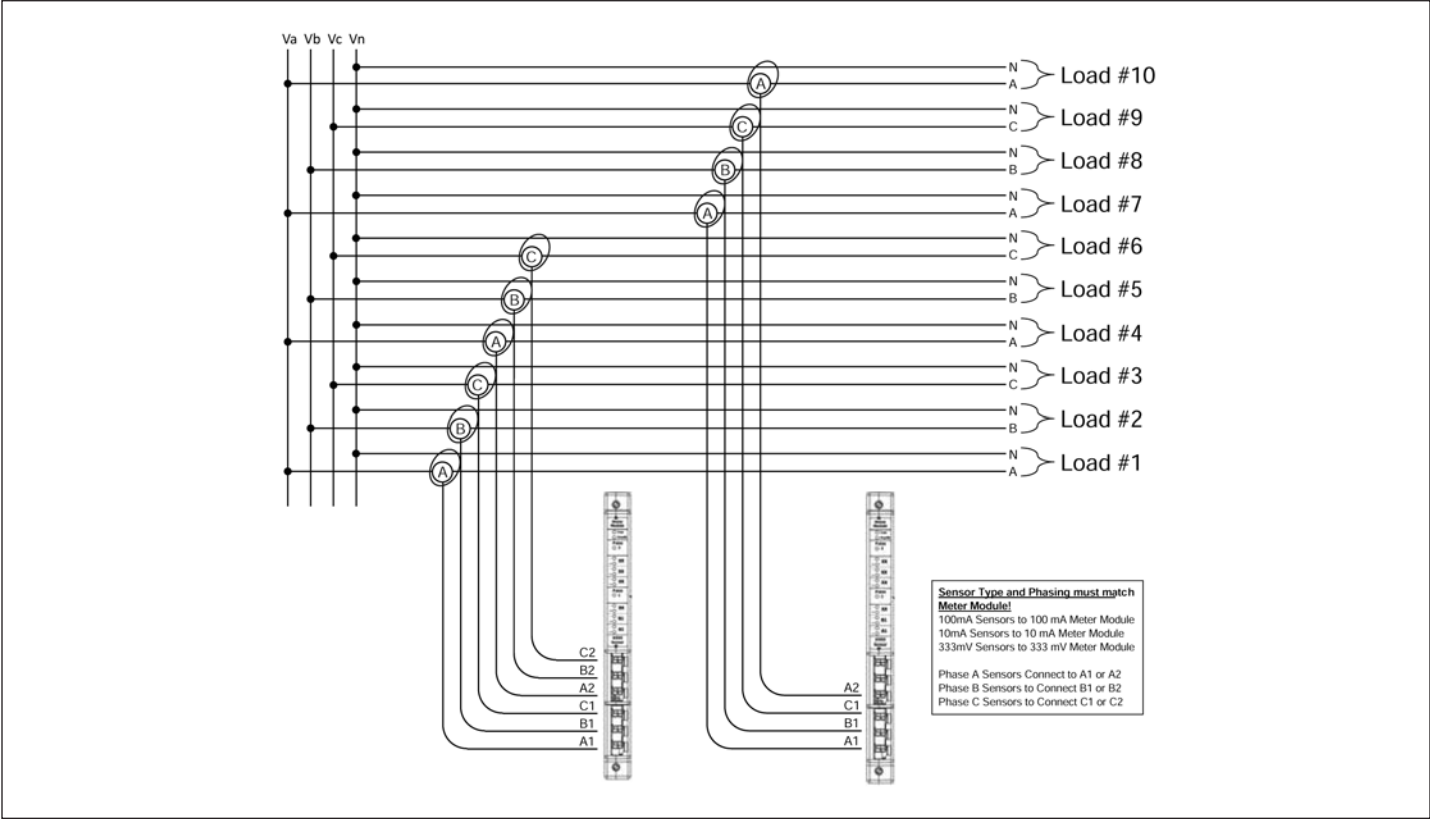 Va Vb Vc Vn
N
A
A
Load #10
N
C
C
Load #9
N
B
B
Load #8
N
A
A
Load #7
N
C
C
Load #6
N
B
B
Load #5
N
A
A
Load #4
N
C
C
Load #3
N
B
B
Load #2
N
A
A
Load #1
C2
B2
A2
C1
B1
A1
A2
C1
B1
A1
Sensor Type and Phasing must match
Meter Module!
100mA Sensors to 100 mA Meter Module
10mA Sensors to 10 mA Meter Module
333mV Sensors to 333 mV Meter Module
Phase A Sensors Connect to A1 or A2
Phase B Sensors to Connect B1 or B2
Phase C Sensors to Connect C1 or C2